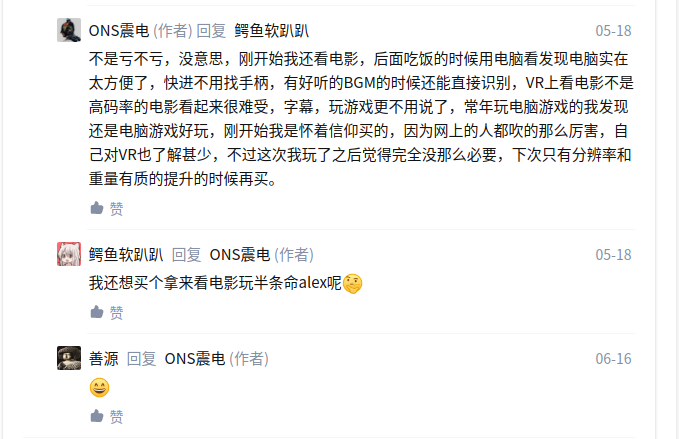 ONS震电 (作者) 回复 鳄鱼软趴趴 05-18
不是亏不亏，没意思，刚开始我还看电影，后面吃饭的时候用电脑看发现电脑实在
太方便了，快进不用找手柄，有好听的BGM的时候还能直接识别，VR上看电影不是
高码率的电影看起来很难受，字幕，玩游戏更不用说了，常年玩电脑游戏的我发现
还是电脑游戏好玩，刚开始我是怀着信仰买的，因为网上的人都吹的那么厉害，自
己对VR也了解甚少，不过这次我玩了之后觉得完全没那么必要，下次只有分辨率和
重量有质的提升的时候再买。
赞
鳄鱼软趴趴 回复 ONS震电 (作者) 05-18
我还想买个拿来看电影玩半条命alex呢🤔
赞
善源 回复 ONS震电 (作者) 06-16
😄
赞